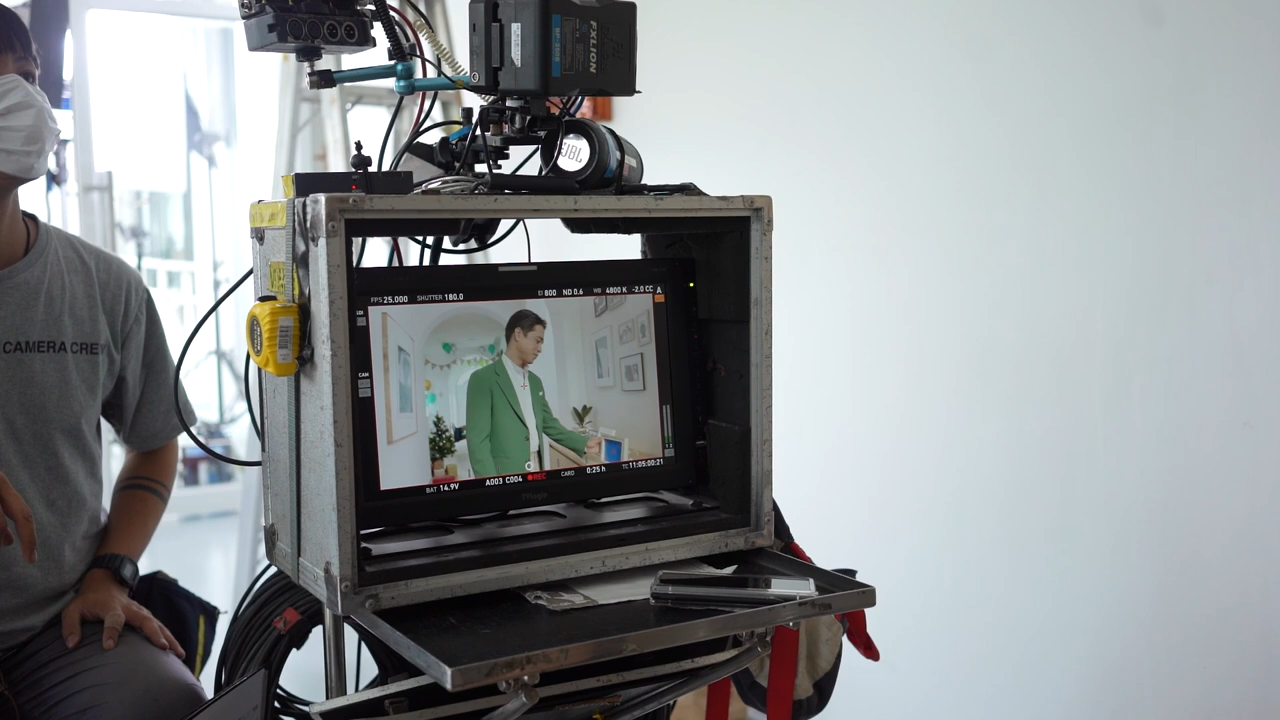 FXLION
JBL
CAMERA CREW
FPS 25.000 SHUTTER 180.0 EI 800 ND 0.6 WB 4800 K -2.0 CC A
CAM
BAT 14.9V A003 C004 REC CARD 0:25 h TC 11:05:00:21